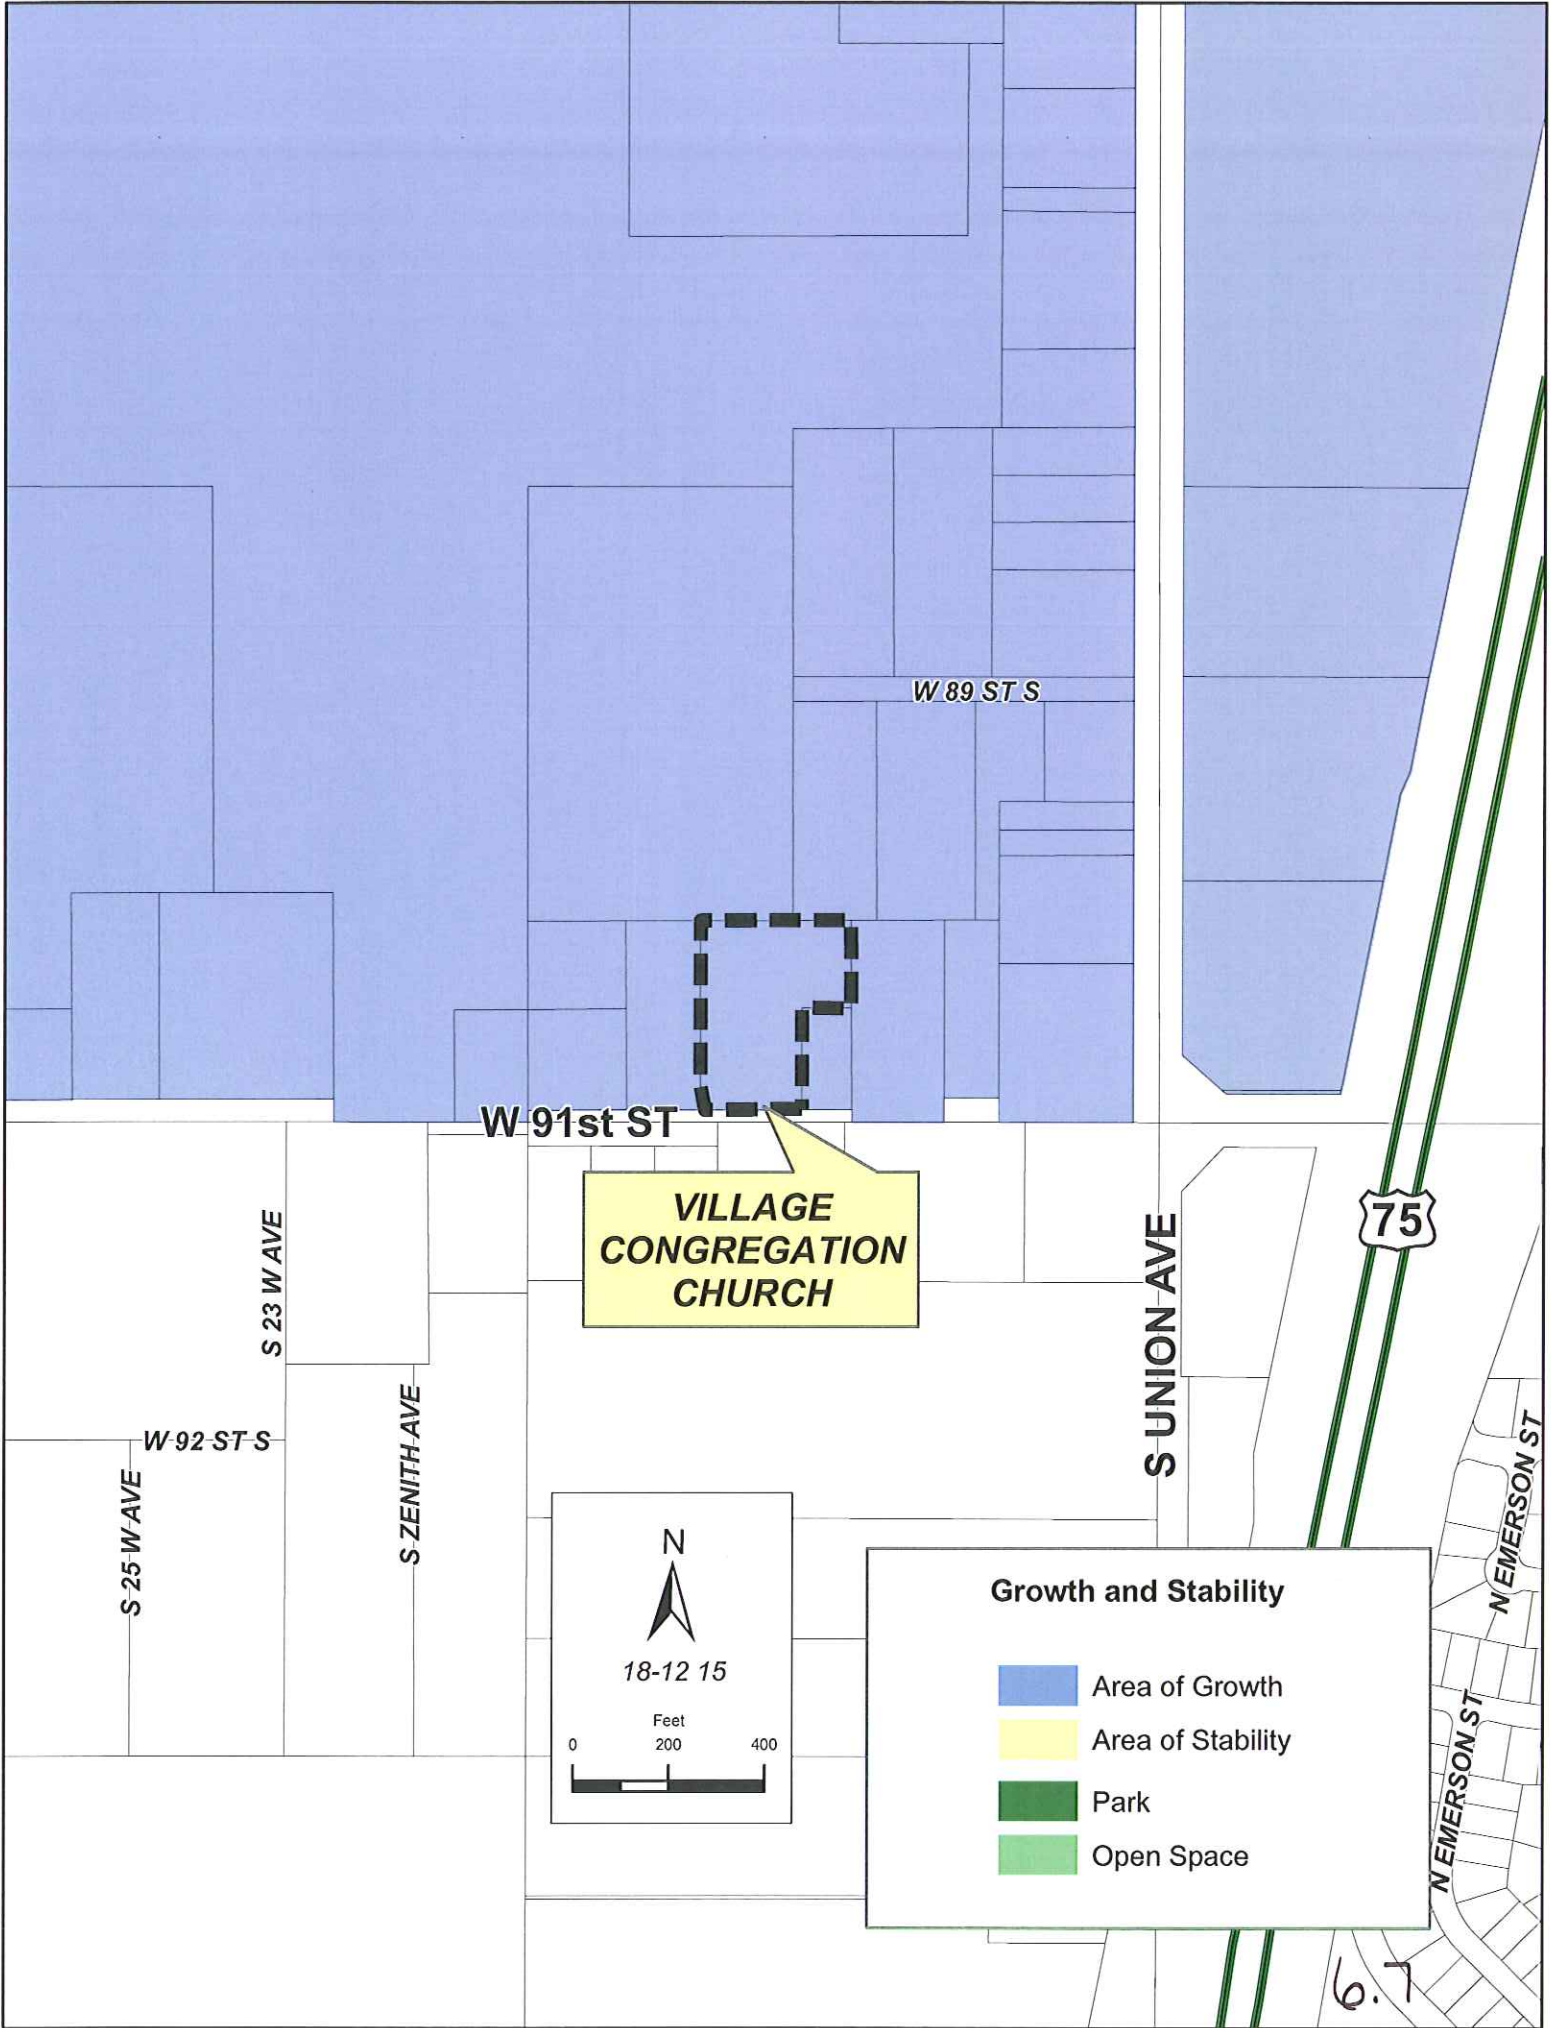 W 89 ST S
W 91st ST
VILLAGE
CONGREGATION
CHURCH
S 23 W AVE
S UNION AVE
75
W 92 ST S
S 25 W AVE
S ZENITH AVE
N EMERSON ST
N
18-12 15
Feet
0 200 400
Growth and Stability
Area of Growth
Area of Stability
Park
Open Space
N EMERSON ST
6.7